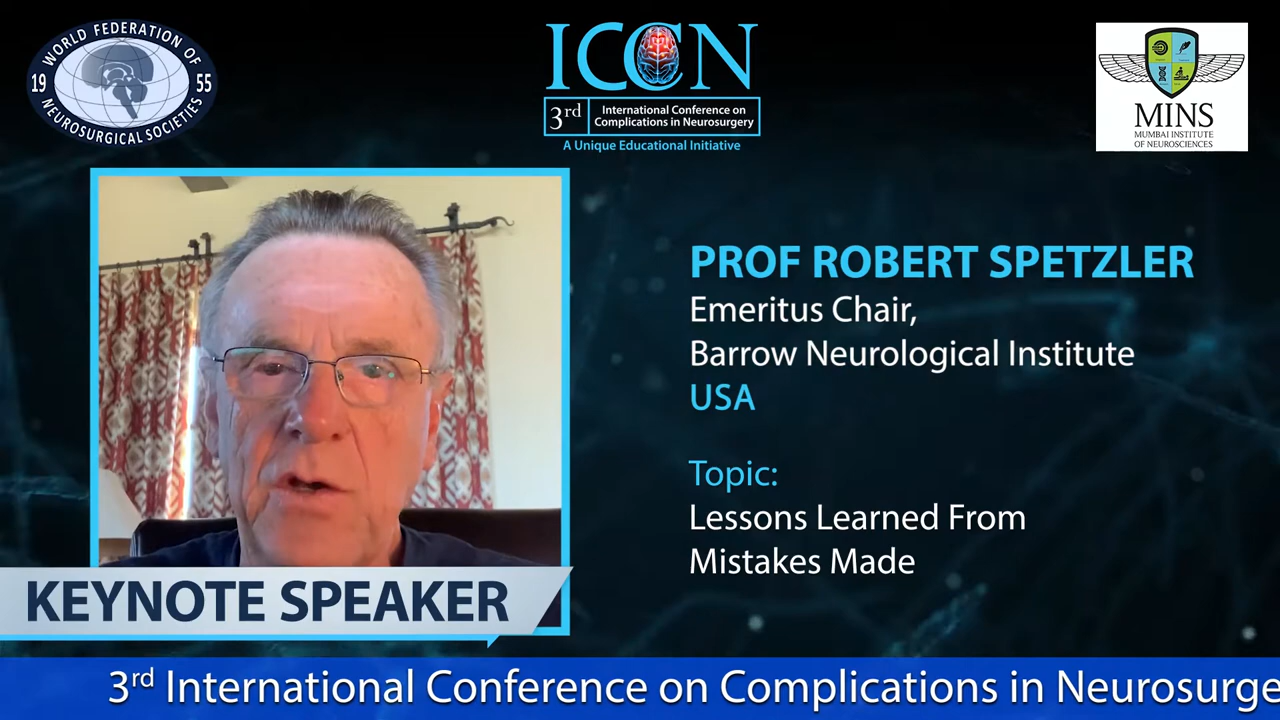 WORLD FEDERATION OF
19 55
NEUROSURGICAL SOCIETIES
ICCN
3rd International Conference on
Complications in Neurosurgery
A Unique Educational Initiative
MINS
MUMBAI INSTITUTE
OF NEUROSCIENCES
PROF ROBERT SPETZLER
Emeritus Chair,
Barrow Neurological Institute
USA
Topic:
Lessons Learned From
Mistakes Made
KEYNOTE SPEAKER
3rd International Conference on Complications in Neurosurge